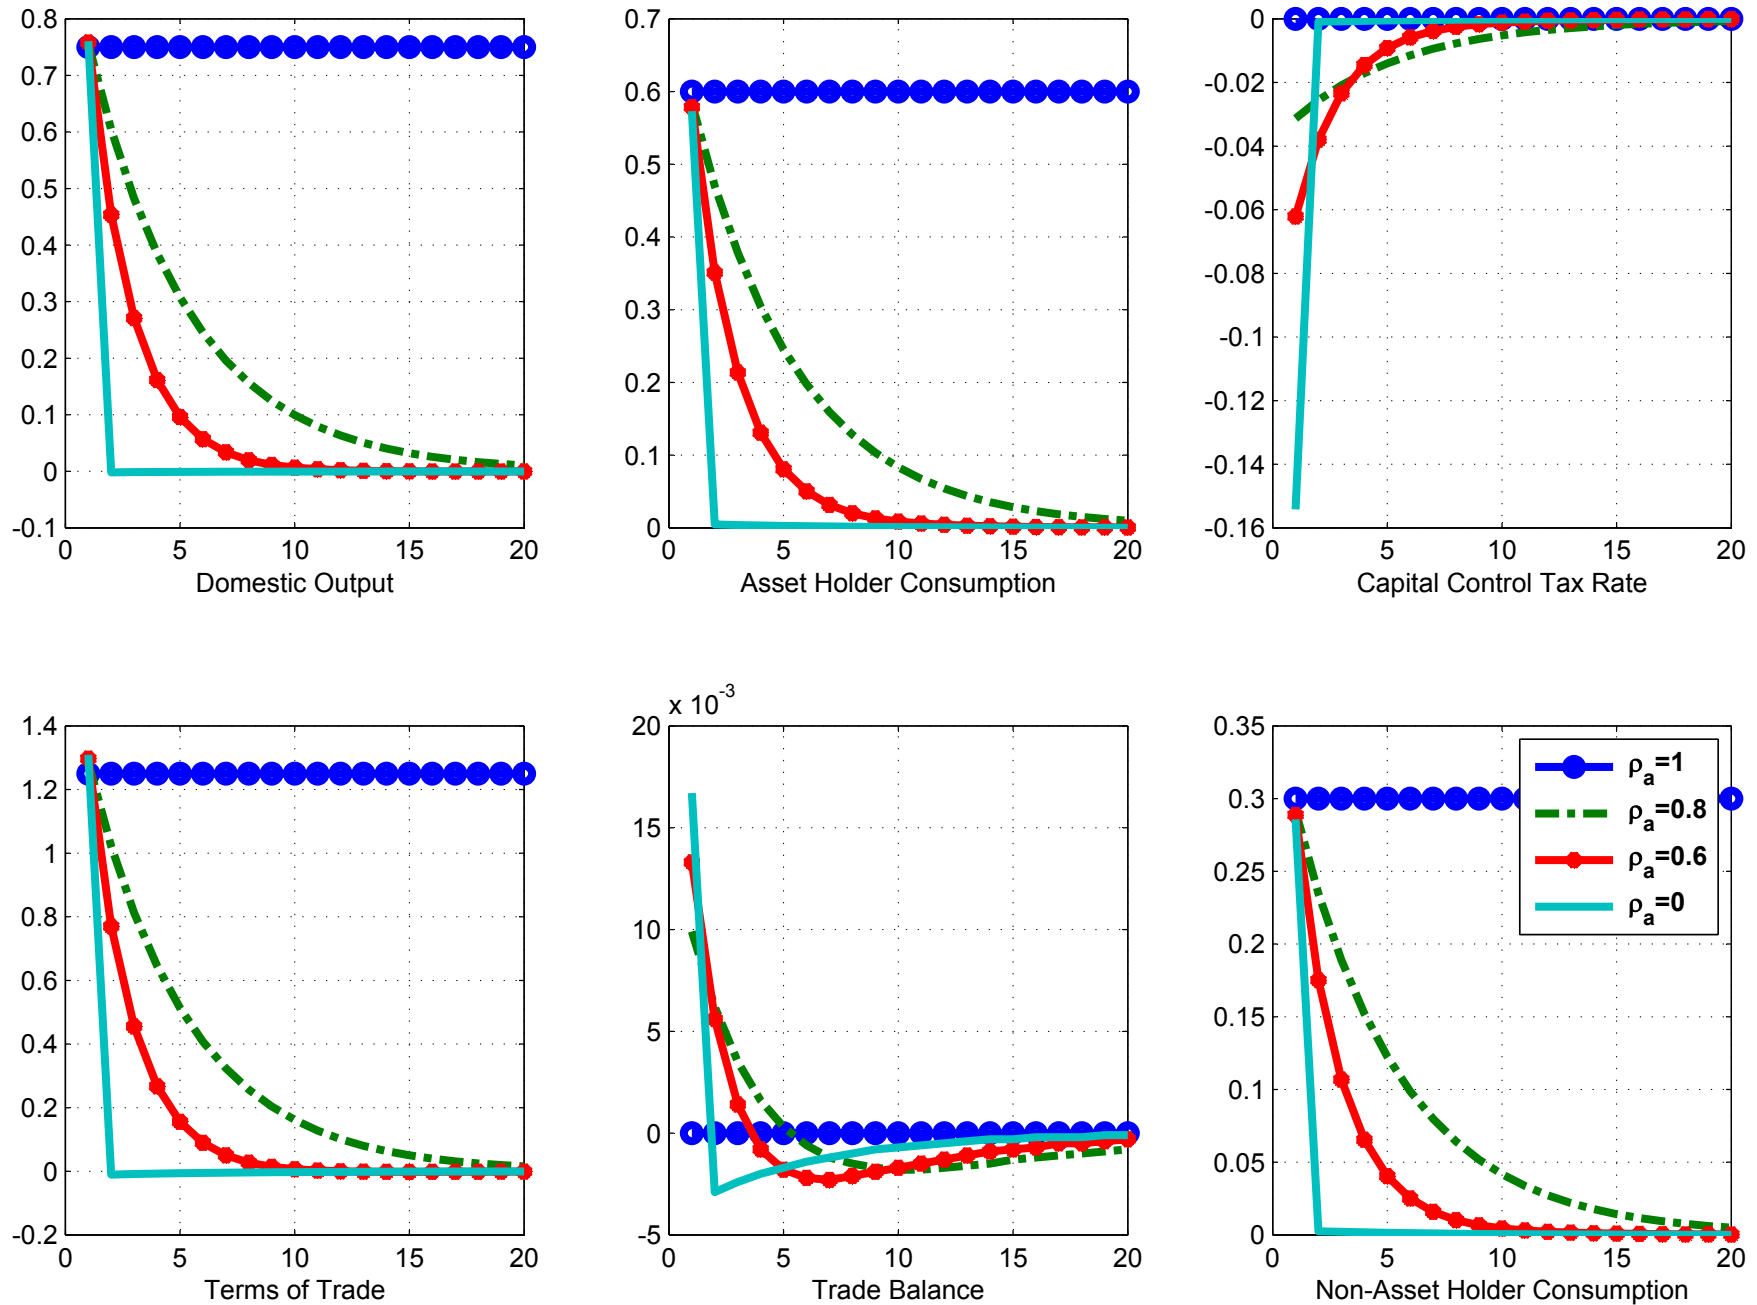 0.8
0.7
0.6
0.5
0.4
0.3
0.2
0.1
0
-0.1
0 5 10 15 20
Domestic Output
0.7
0.6
0.5
0.4
0.3
0.2
0.1
0
0 5 10 15 20
Asset Holder Consumption
0
-0.02
-0.04
-0.06
-0.08
-0.1
-0.12
-0.14
-0.16
0 5 10 15 20
Capital Control Tax Rate
1.4
1.2
1
0.8
0.6
0.4
0.2
0
-0.2
0 5 10 15 20
Terms of Trade
x 10^-3
20
15
10
5
0
-5
0 5 10 15 20
Trade Balance
0.35
0.3
0.25
0.2
0.15
0.1
0.05
0
0 5 10 15 20
Non-Asset Holder Consumption
ρ_a=1
ρ_a=0.8
ρ_a=0.6
ρ_a=0